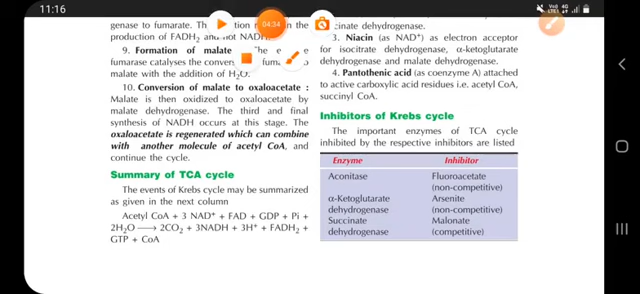 11:16
04:34
genese to fumarate. Th
production of FADH2 and not NADH.
9. Formation of malate
fumarase catalyses the conver
malate with the addition of H2O.
10. Conversion of malate to oxaloacetate :
Malate is then oxidized to oxaloacetate by
malate dehydrogenase. The third and final
synthesis of NADH occurs at this stage. The
oxaloacetate is regenerated which can combine
with another molecule of acetyl CoA, and
continue the cycle.
Summary of TCA cycle
The events of Krebs cycle may be summarized
as given in the next column
Acetyl CoA + 3 NAD+ + FAD + GDP + Pi +
2H2O ⟶ 2CO2 + 3NADH + 3H+ + FADH2 +
GTP + CoA
cinate dehydrogenase.
3. Niacin (as NAD+) as electron acceptor
for isocitrate dehydrogenase, α-ketoglutarate
dehydrogenase and malate dehydrogenase.
4. Pantothenic acid (as coenzyme A) attached
to active carboxylic acid residues i.e. acetyl CoA,
succinyl CoA.
Inhibitors of Krebs cycle
The important enzymes of TCA cycle
inhibited by the respective inhibitors are listed
Enzyme Inhibitor
Aconitase Fluoroacetate
(non-competitive)
α-Ketoglutarate Arsenite
dehydrogenase (non-competitive)
Succinate Malonate
dehydrogenase (competitive)